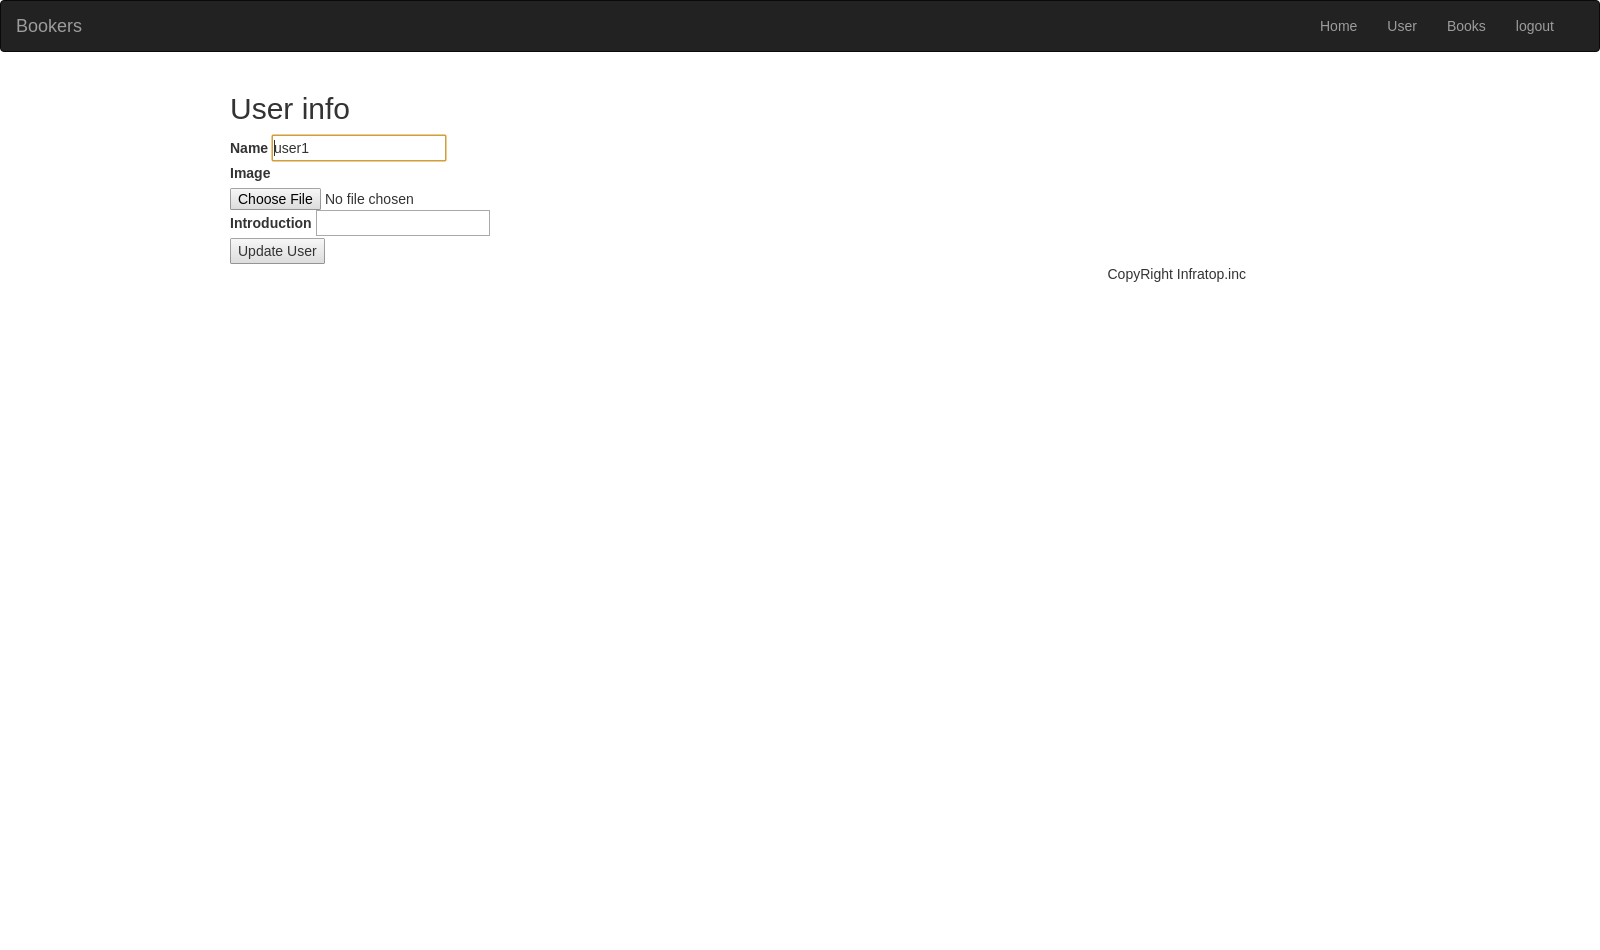 Bookers Home User Books logout
User info
Name user1
Image
Choose File No file chosen
Introduction
Update User
CopyRight Infratop.inc